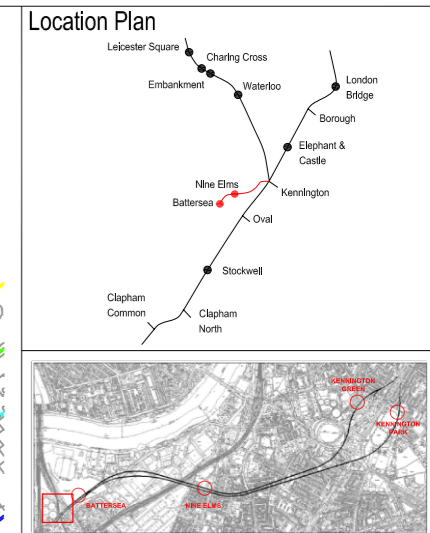 Location Plan
Leicester Square
Charing Cross
Embankment
Waterloo
London
Bridge
Borough
Elephant &
Castle
Nine Elms
Kennington
Battersea
Oval
Stockwell
Clapham
Common
Clapham
North
KENNINGTON
GREEN
KENNINGTON
PARK
BATTERSEA
NINE ELMS